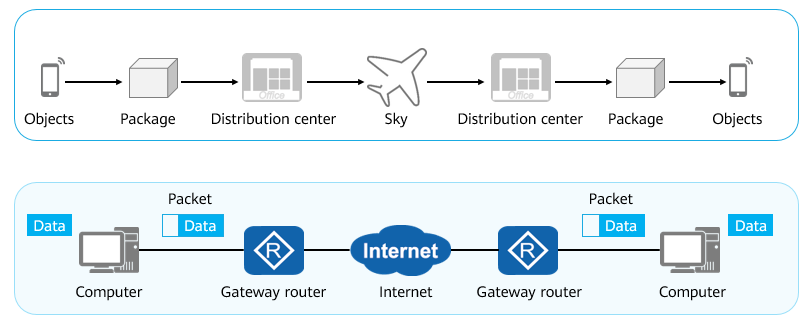 Office
Office
Objects
Package
Distribution center
Sky
Distribution center
Package
Objects
Packet
Packet
Data
Data
Data
Data
R
Internet
R
Computer
Gateway router
Internet
Gateway router
Computer